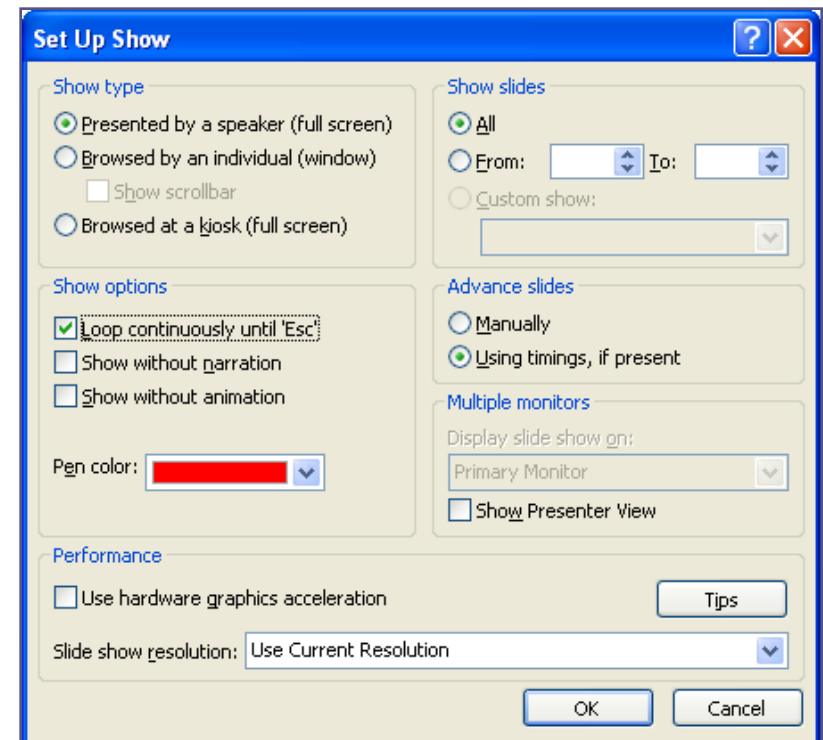 Set Up Show
Show type
Presented by a speaker (full screen)
Browsed by an individual (window)
Show scrollbar
Browsed at a kiosk (full screen)
Show slides
All
From: To:
Custom show:
Show options
Loop continuously until 'Esc'
Show without narration
Show without animation
Pen color:
Advance slides
Manually
Using timings, if present
Multiple monitors
Display slide show on:
Primary Monitor
Show Presenter View
Performance
Use hardware graphics acceleration
Tips
Slide show resolution: Use Current Resolution
OK Cancel